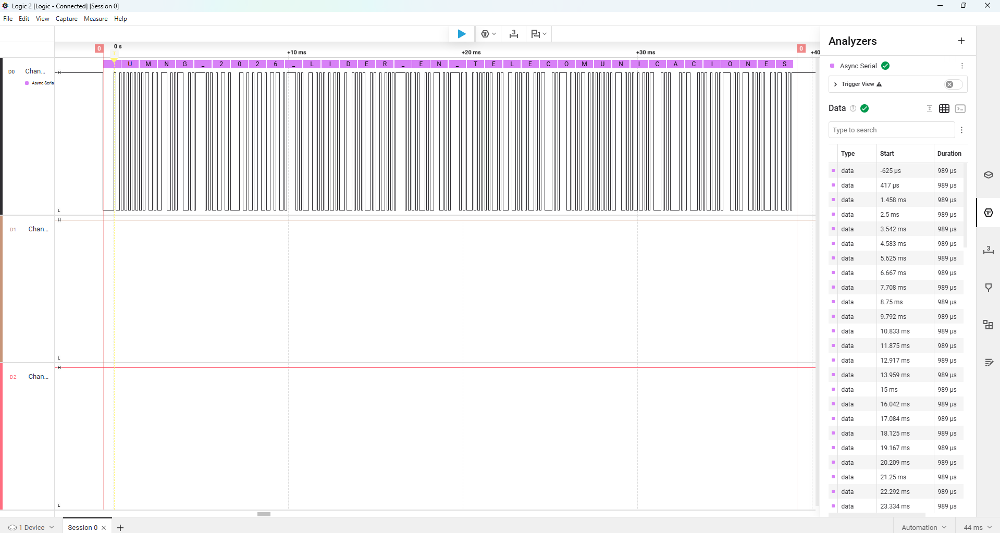 Logic 2 [Logic - Connected] [Session 0]
File Edit View Capture Measure Help
0 0 s +10 ms +20 ms +30 ms 0 +40
T
D0 Chan...
Async Seria
U M N G _ 2 0 2 6 _ L I D E R _ E N _ T E L E C O M U N I C A C I O N E S
H
L
D1 Chan...
H
L
D2 Chan...
H
L
Analyzers
Async Serial
Trigger View
Data
Type to search
Type Start Duration
data -625 µs 989 µs
data 417 µs 989 µs
data 1.458 ms 989 µs
data 2.5 ms 989 µs
data 3.542 ms 989 µs
data 4.583 ms 989 µs
data 5.625 ms 989 µs
data 6.667 ms 989 µs
data 7.708 ms 989 µs
data 8.75 ms 989 µs
data 9.792 ms 989 µs
data 10.833 ms 989 µs
data 11.875 ms 989 µs
data 12.917 ms 989 µs
data 13.959 ms 989 µs
data 15 ms 989 µs
data 16.042 ms 989 µs
data 17.084 ms 989 µs
data 18.125 ms 989 µs
data 19.167 ms 989 µs
data 20.209 ms 989 µs
data 21.25 ms 989 µs
data 22.292 ms 989 µs
data 23.334 ms 989 µs
1 Device Session 0 Automation 44 ms